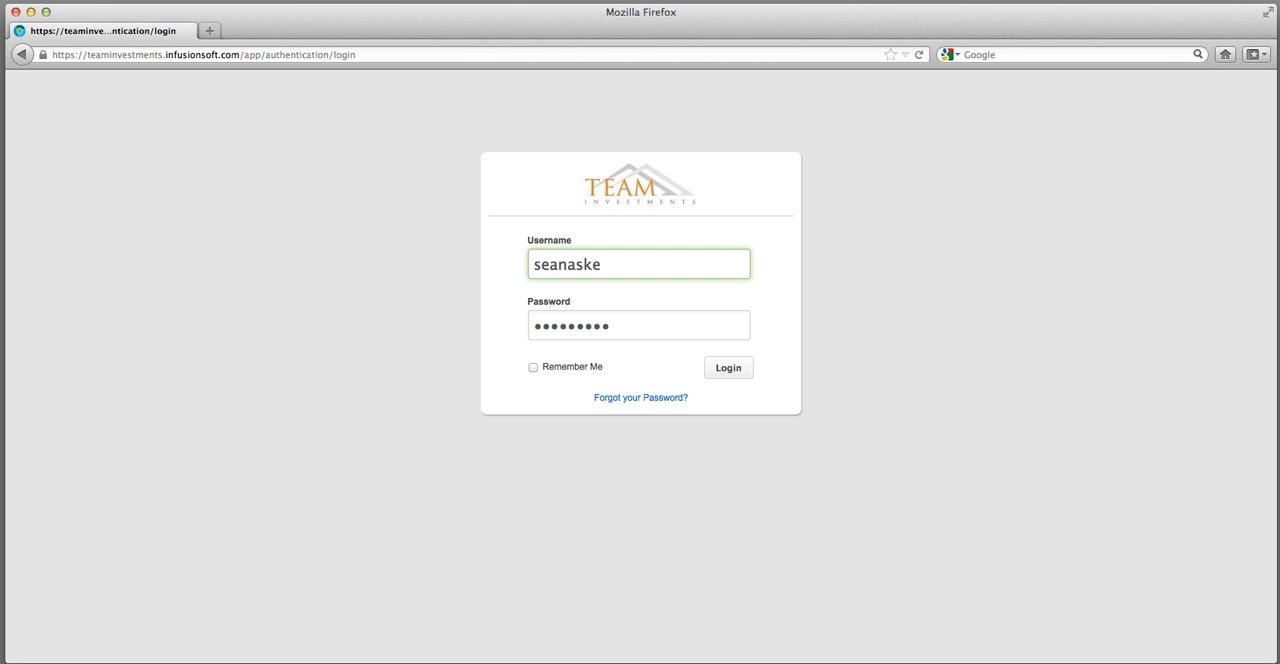 Mozilla Firefox
https://teaminve...ntication/login
https://teaminvestments.infusionsoft.com/app/authentication/login
Google
TEAM
INVESTMENTS
Username
seanaske
Password
Remember Me
Login
Forgot your Password?